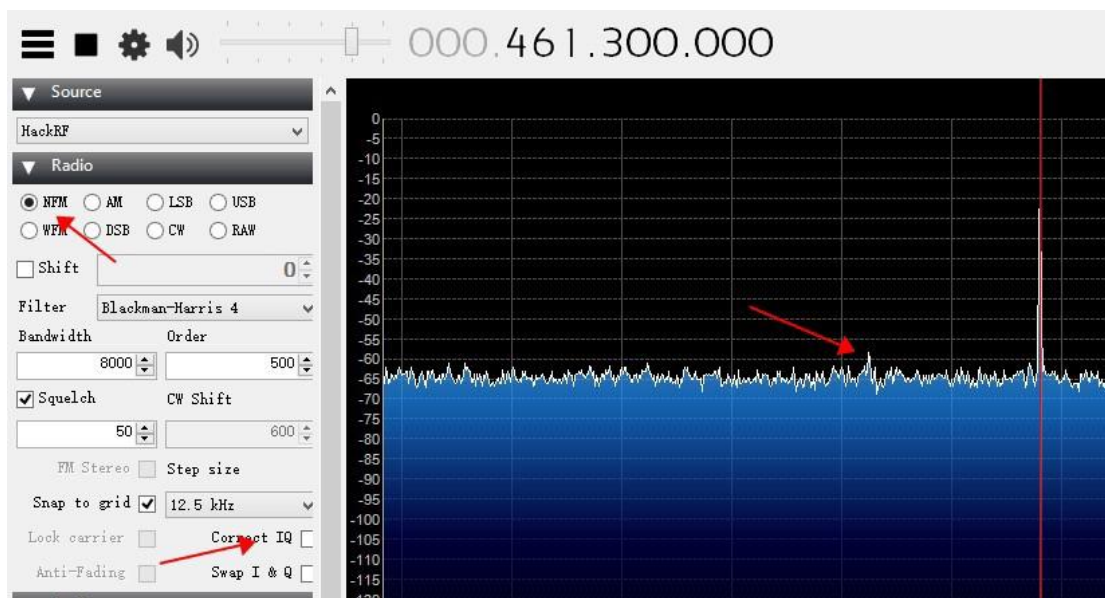 000.461.300.000
Source
HackRF
Radio
NFM AM LSB USB
WFM DSB CW RAW
Shift 0
Filter Blackman-Harris 4
Bandwidth Order
8000 500
Squelch CW Shift
50 600
FM Stereo Step size
Snap to grid 12.5 kHz
Lock carrier Correct IQ
Anti-Fading Swap I & Q
0
-5
-10
-15
-20
-25
-30
-35
-40
-45
-50
-55
-60
-65
-70
-75
-80
-85
-90
-95
-100
-105
-110
-115